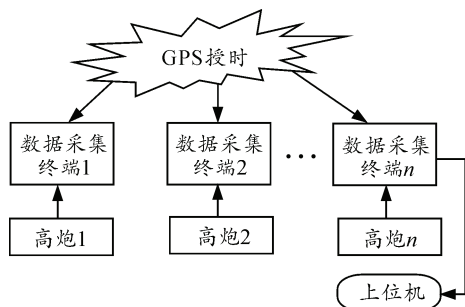 GPS授时
数据采集
终端1
数据采集
终端2
...
数据采集
终端n
高炮1
高炮2
高炮n
上位机